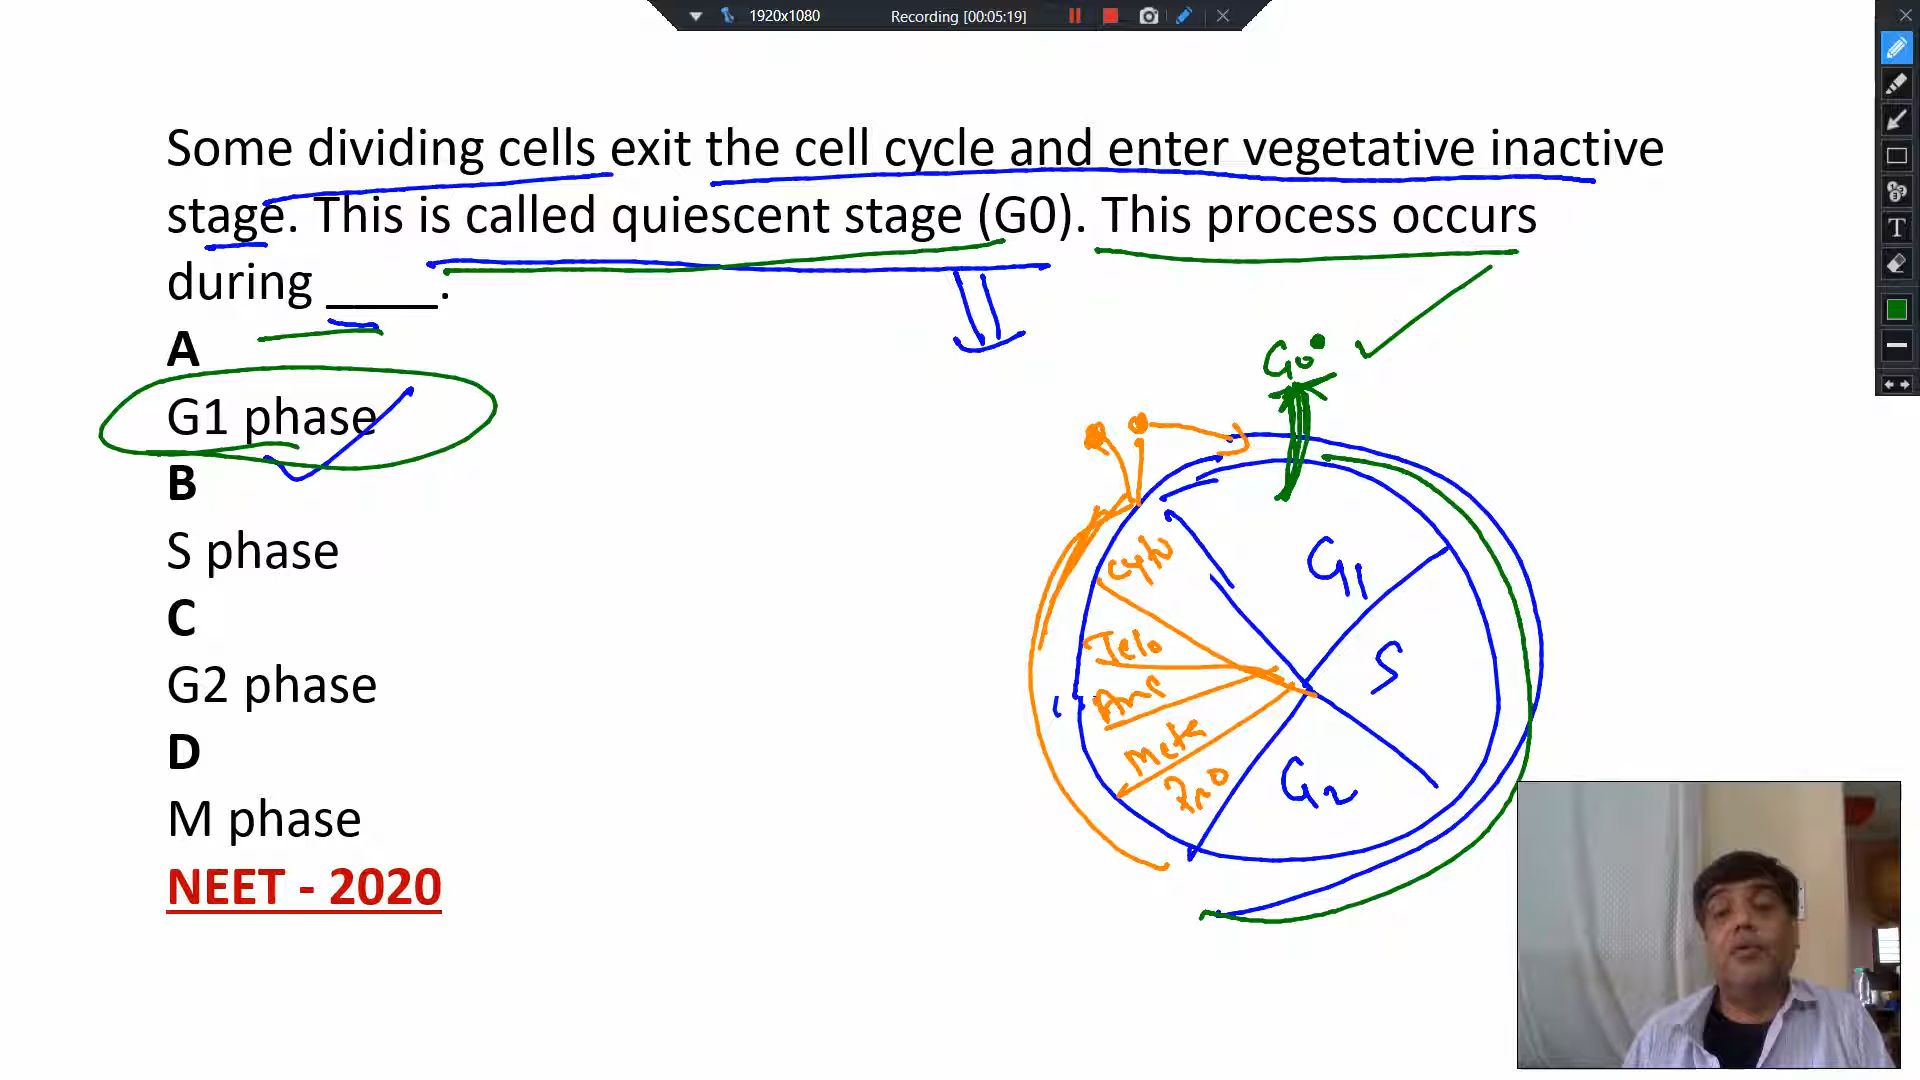 1920x1080
Recording [00:05:19]
Some dividing cells exit the cell cycle and enter vegetative inactive
stage. This is called quiescent stage (G0). This process occurs
during ____.
A
G1 phase
B
S phase
C
G2 phase
D
M phase
NEET - 2020
G0
G1
S
G2
Cyto
Telo
Ana
Meta
Pro
T